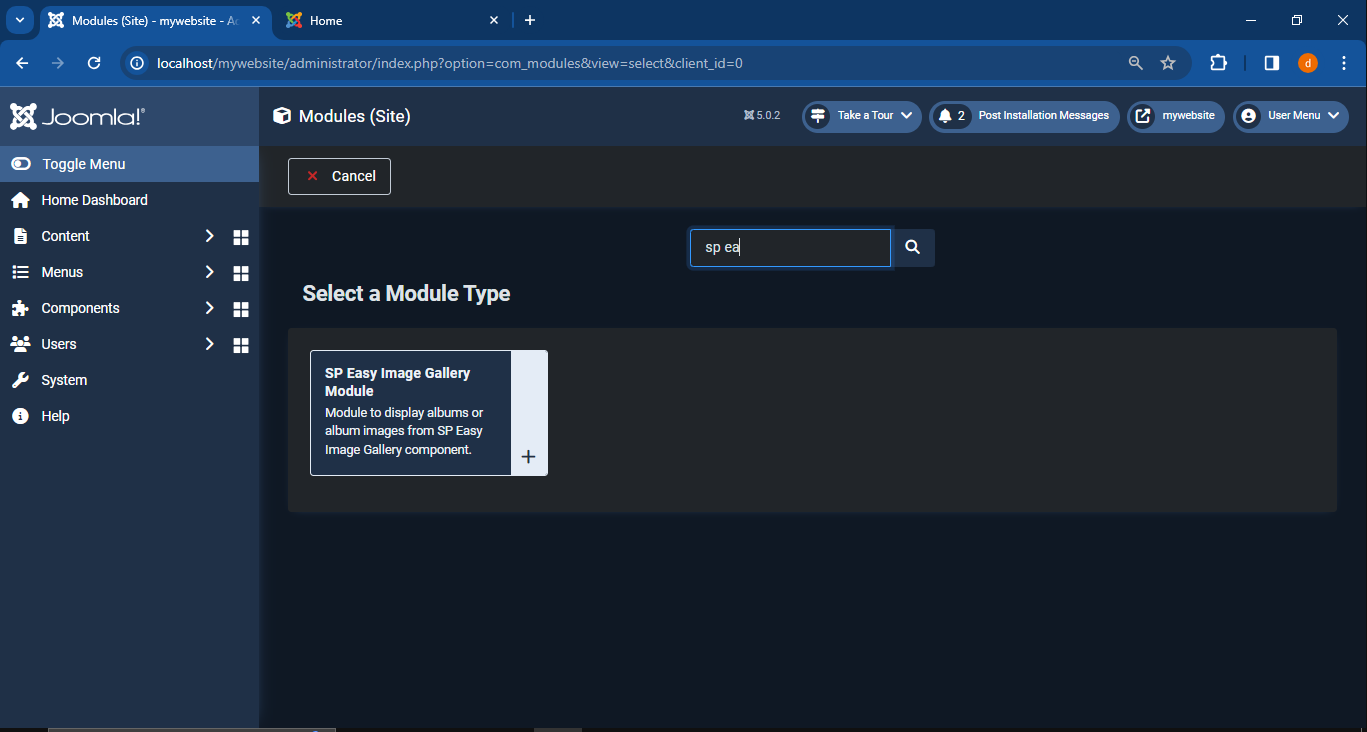 Modules (Site) - mywebsite - Ac
Home
localhost/mywebsite/administrator/index.php?option=com_modules&view=select&client_id=0
d
Joomla!®
Modules (Site)
5.0.2
Take a Tour
2 Post Installation Messages
mywebsite
User Menu
Toggle Menu
Cancel
Home Dashboard
Content
Menus
Components
Users
System
Help
sp ea
Select a Module Type
SP Easy Image Gallery
Module
Module to display albums or
album images from SP Easy
Image Gallery component.